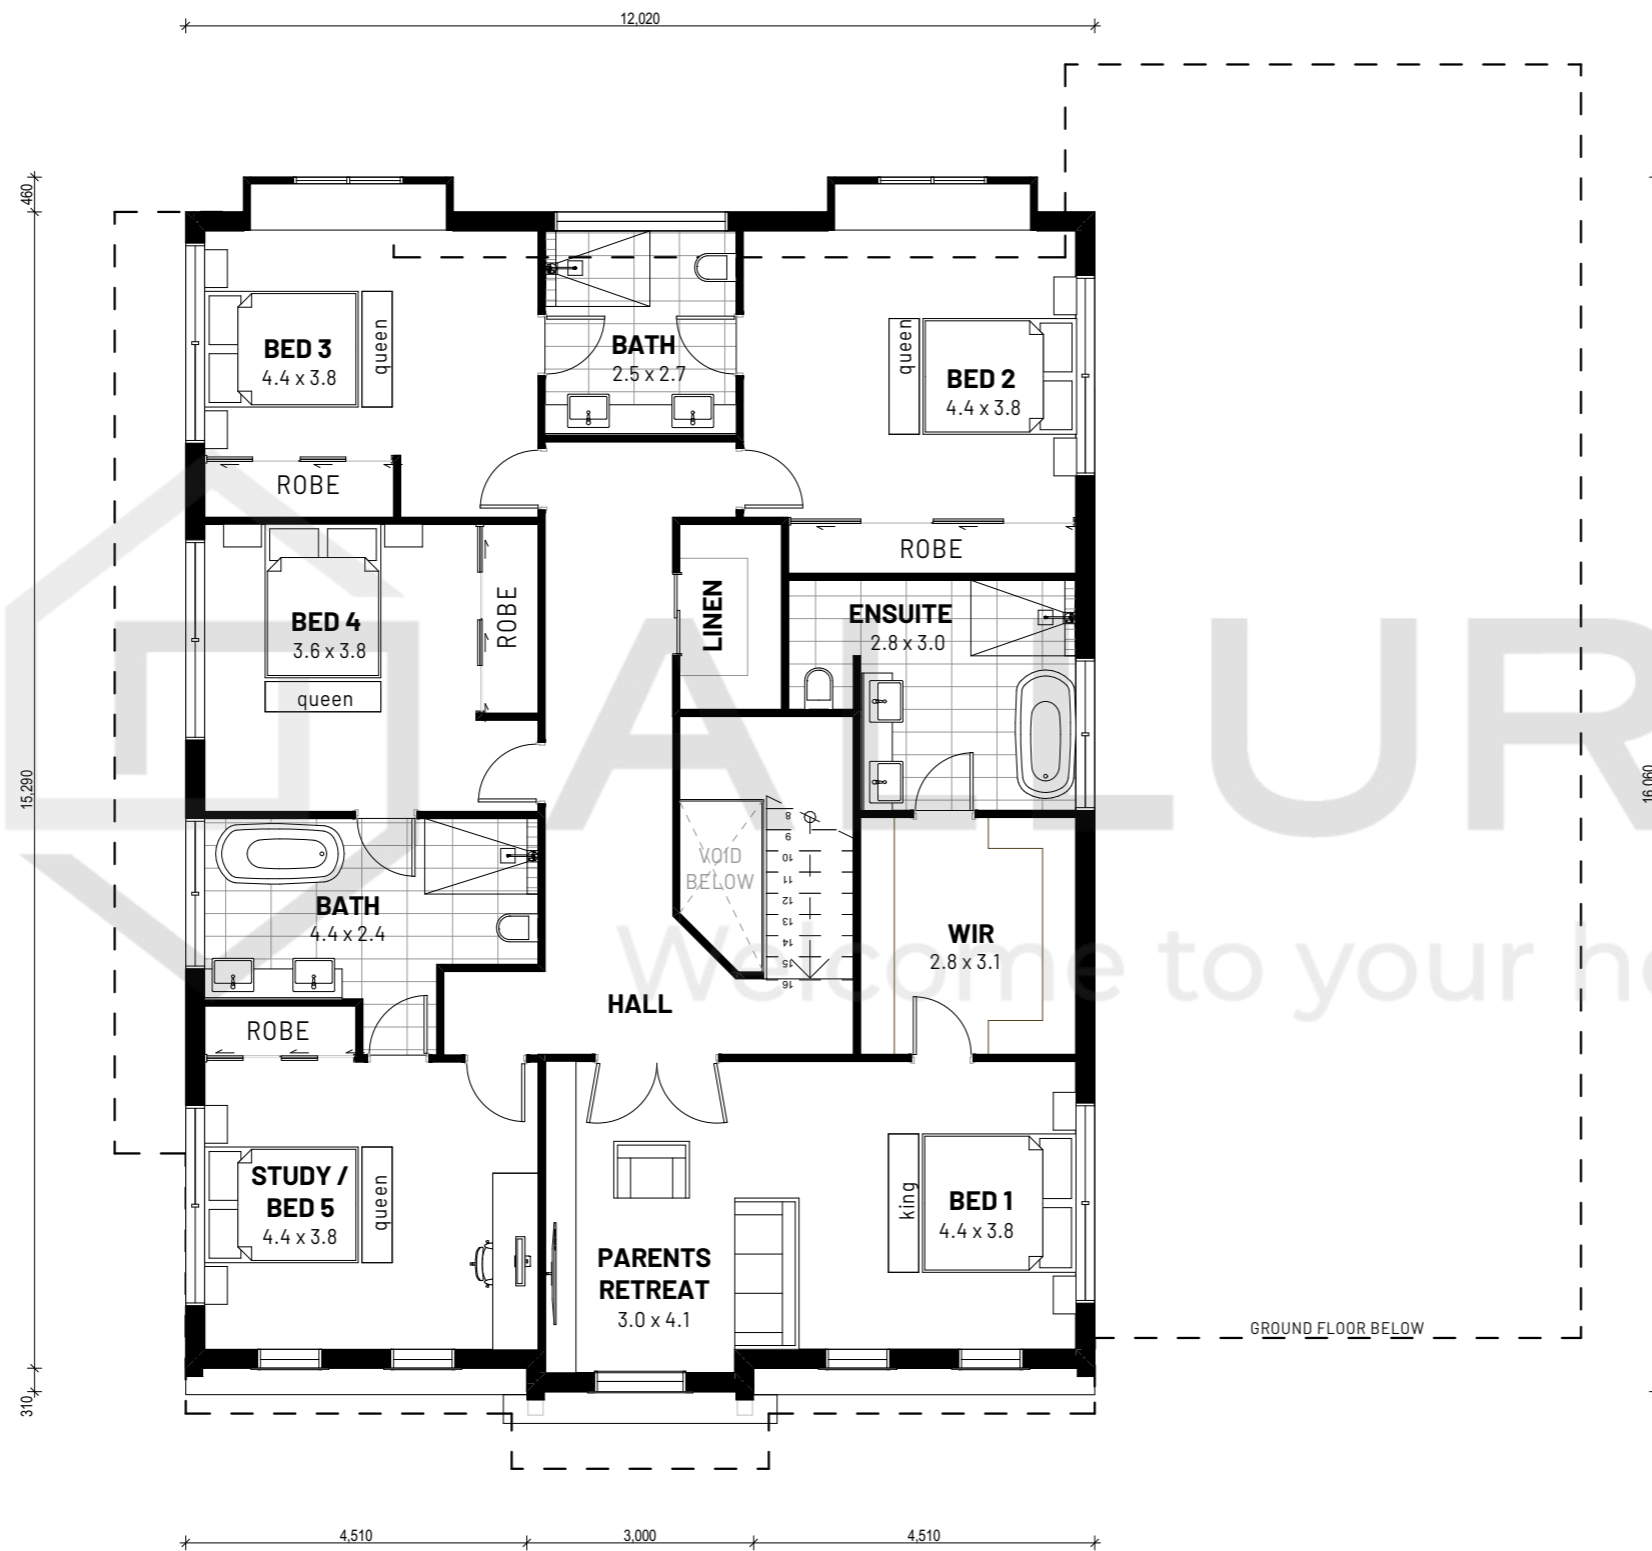 12,020
460
BED 3
4.4 x 3.8
queen
BATH
2.5 x 2.7
queen
BED 2
4.4 x 3.8
ROBE
ROBE
BED 4
3.6 x 3.8
queen
ROBE
LINEN
ENSUITE
2.8 x 3.0
ALLUR
15,290
16,060
VOID
BELOW
8
9
10
11
12
13
14
15
16
BATH
4.4 x 2.4
WIR
2.8 x 3.1
Welcome to your h
HALL
ROBE
STUDY /
BED 5
4.4 x 3.8
queen
PARENTS
RETREAT
3.0 x 4.1
king
BED 1
4.4 x 3.8
GROUND FLOOR BELOW
310
4,510
3,000
4,510